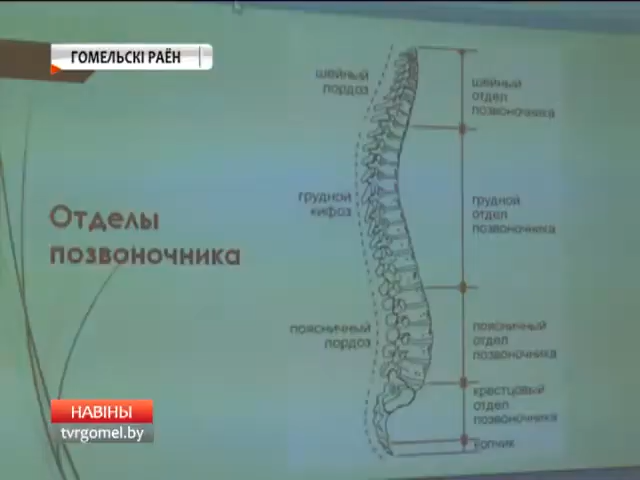 ГОМЕЛЬСКІ РАЁН
Отделы
позвоночника
шейный
лордоз
грудной
кифоз
поясничный
лордоз
шейный
отдел
позвоночника
грудной
отдел
позвоночника
поясничный
отдел
позвоночника
крестцовый
отдел
позвоночника
копчик
НАВІНЫ
tvrgomel.by